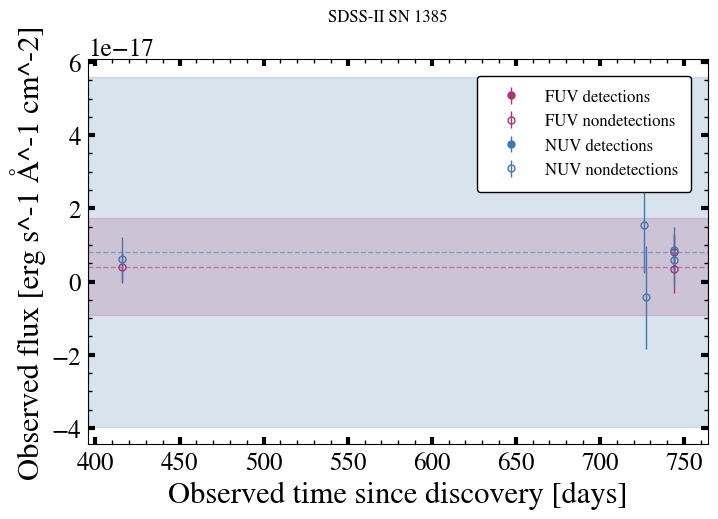 SDSS-II SN 1385
1e−17
6
4
2
0
−2
−4
Observed flux [erg s^-1 Å^-1 cm^-2]
FUV detections
FUV nondetections
NUV detections
NUV nondetections
400 450 500 550 600 650 700 750
Observed time since discovery [days]